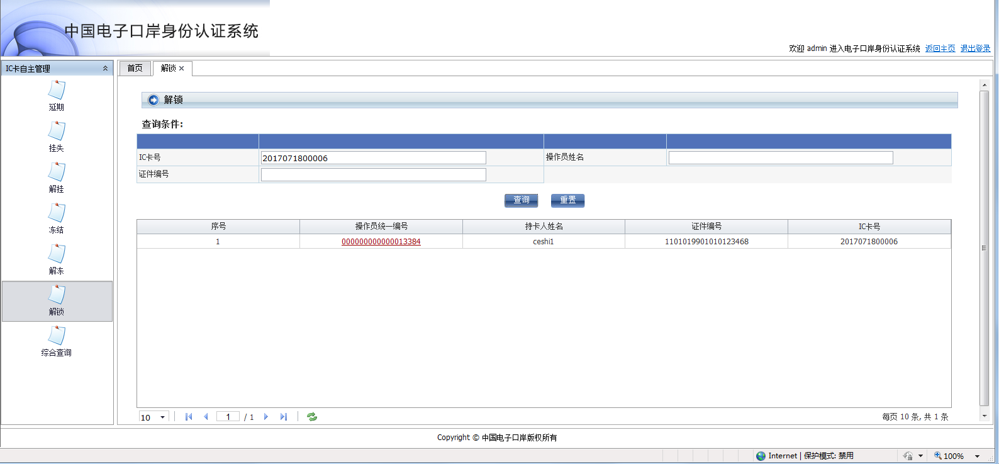 中国电子口岸身份认证系统
欢迎 admin 进入电子口岸身份认证系统 返回主页 退出登录
IC卡自主管理
延期
挂失
解挂
冻结
解冻
解锁
综合查询
首页 解锁
解锁
查询条件:
IC卡号 2017071800006 操作员姓名
证件编号
查询 重置
序号 操作员统一编号 持卡人姓名 证件编号 IC卡号
1 000000000000013384 ceshi1 1101019901010123468 2017071800006
10 1 / 1 每页 10 条, 共 1 条
Copyright © 中国电子口岸版权所有
Internet | 保护模式: 禁用 100%